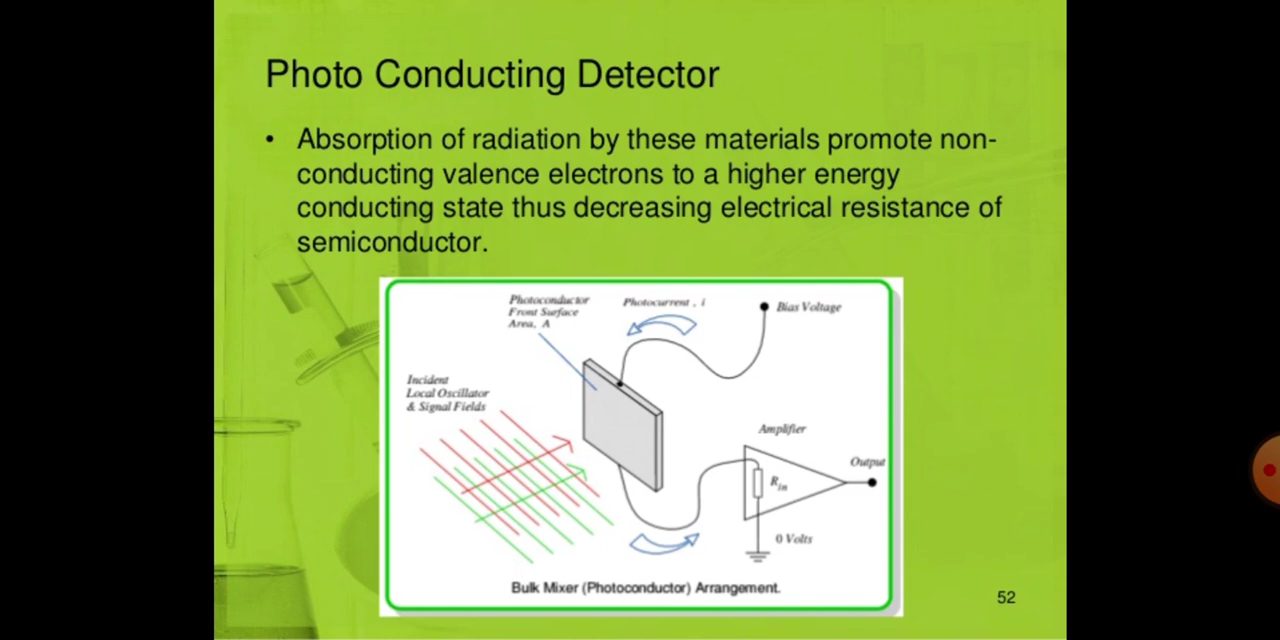 Photo Conducting Detector
• Absorption of radiation by these materials promote non-
conducting valence electrons to a higher energy
conducting state thus decreasing electrical resistance of
semiconductor.
Photoconductor
Front Surface
Area, A
Photocurrent , i
Bias Voltage
Incident
Local Oscillator
& Signal Fields
Amplifier
Output
Rin
0 Volts
Bulk Mixer (Photoconductor) Arrangement.
52